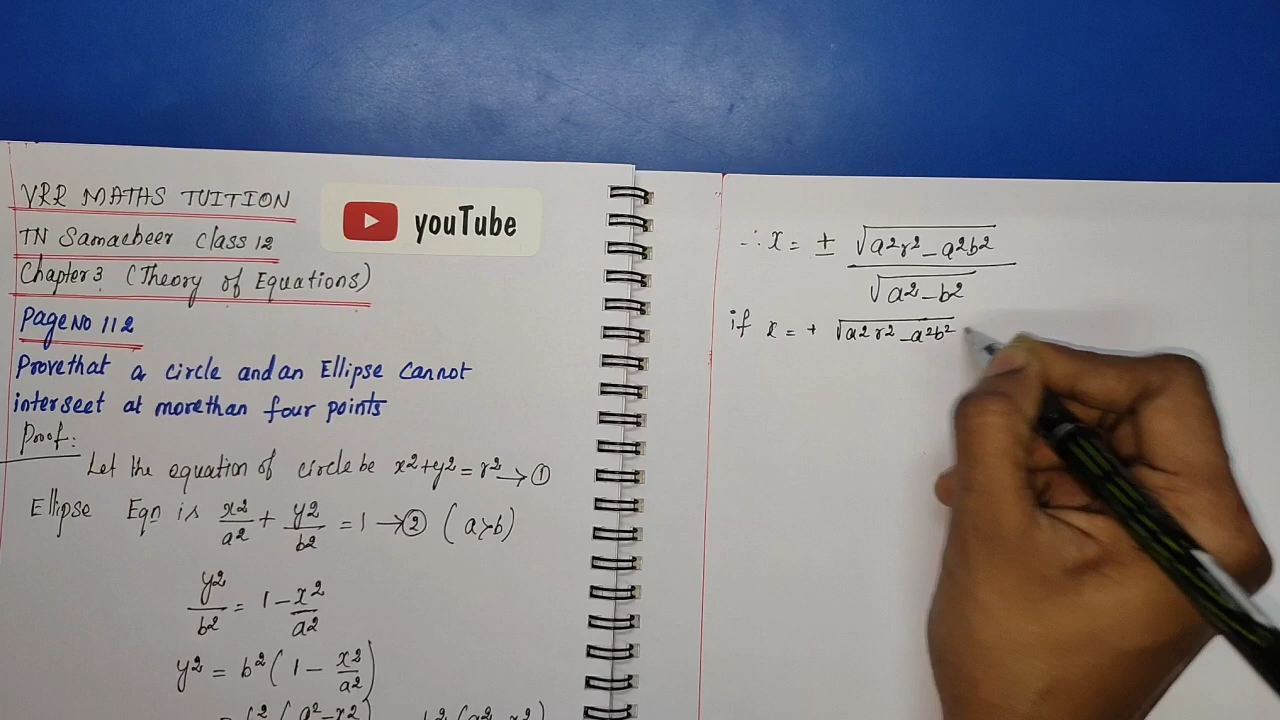 VRR MATHS TUITION
youTube
TN Samacheer Class 12
Chapter 3 (Theory of Equations)
Page No 112
Prove that a circle and an Ellipse Cannot
interseet at morethan four points
Proof:
Let the equation of circle be x²+y²=r² → ①
Ellipse Eqn is x²/a² + y²/b² = 1 → ② (a>b)
y²/b² = 1 - x²/a²
y² = b² (1 - x²/a²)
∴ x = ± √a²r² - a²b² / √a² - b²
if x = + √a²r² - a²b²